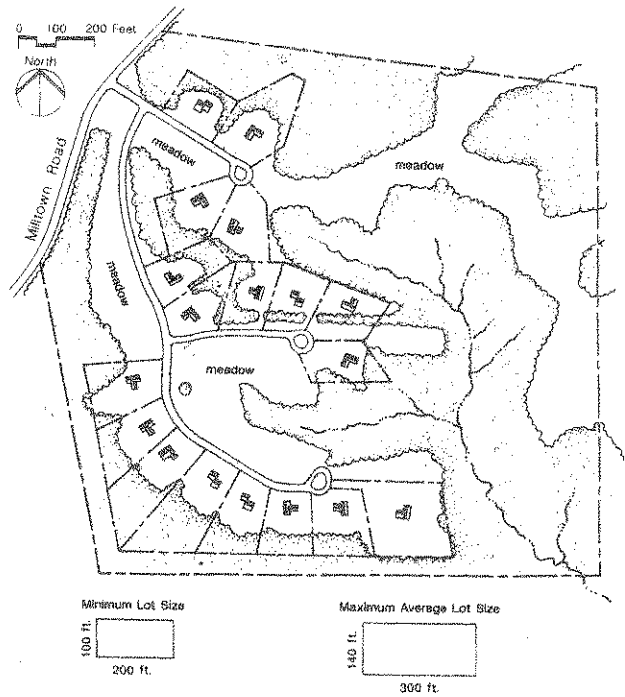 0 100 200 Feet
North
Milltown Road
meadow
meadow
meadow
meadow
Minimum Lot Size
100 ft.
200 ft.
Maximum Average Lot Size
140 ft.
300 ft.